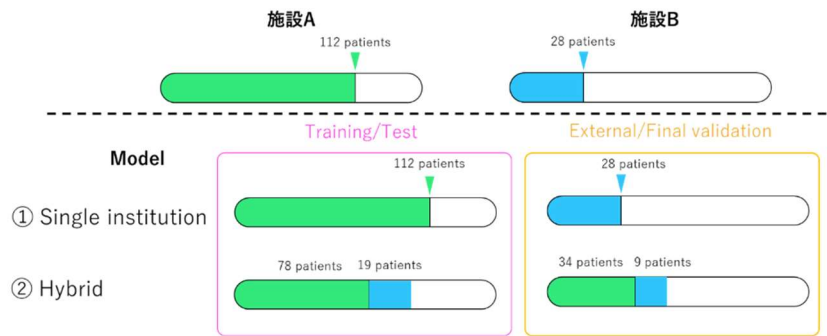 施設A
施設B
112 patients
28 patients
Training/Test
External/Final validation
Model
112 patients
28 patients
① Single institution
78 patients
19 patients
34 patients
9 patients
② Hybrid